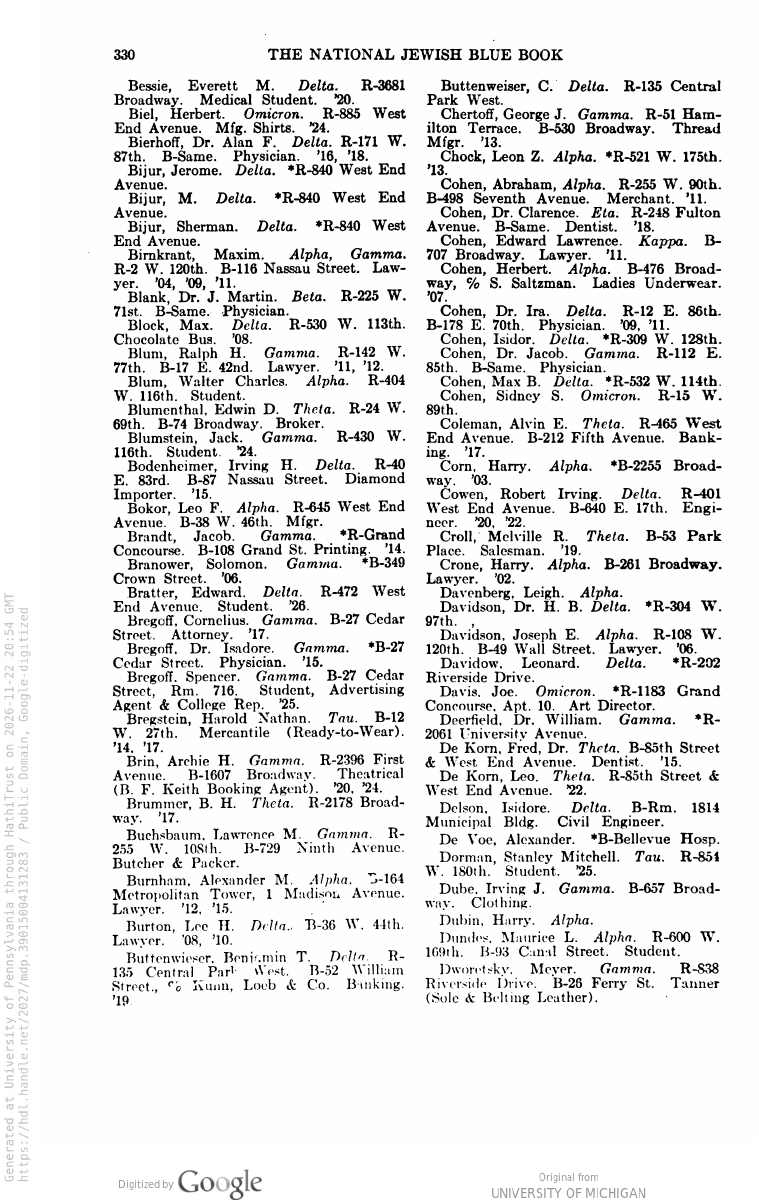 330
THE NATIONAL JEWISH BLUE BOOK
Bessie, Everett M. Delta. R-3681
Broadway. Medical Student. '20.
Biel, Herbert. Omicron. R-885 West
End Avenue. Mfg. Shirts. '24.
Bierhoff, Dr. Alan F. Delta. R-171 W.
87th. B-Same. Physician. '16, '18.
Bijur, Jerome. Delta. *R-840 West End
Avenue.
Bijur, M. Delta. *R-840 West End
Avenue.
Bijur, Sherman. Delta. *R-840 West
End Avenue.
Birnkrant, Maxim. Alpha, Gamma.
R-2 W. 120th. B-116 Nassau Street. Law-
yer. '04, '09, '11.
Blank, Dr. J. Martin. Beta. R-225 W.
71st. B-Same. Physician.
Block, Max. Delta. R-530 W. 113th.
Chocolate Bus. '08.
Blum, Ralph H. Gamma. R-142 W.
77th. B-17 E. 42nd. Lawyer. '11, '12.
Blum, Walter Charles. Alpha. R-404
W. 116th. Student.
Blumenthal, Edwin D. Theta. R-24 W.
69th. B-74 Broadway. Broker.
Blumstein, Jack. Gamma. R-430 W.
116th. Student. '24.
Bodenheimer, Irving H. Delta. R-40
E. 83rd. B-87 Nassau Street. Diamond
Importer. '15.
Bokor, Leo F. Alpha. R-645 West End
Avenue. B-38 W. 46th. Mfgr.
Brandt, Jacob. Gamma. *R-Grand
Concourse. B-108 Grand St. Printing. '14.
Branower, Solomon. Gamma. *B-349
Crown Street. '06.
Bratter, Edward. Delta. R-472 West
End Avenue. Student. '26.
Bregoff, Cornelius. Gamma. B-27 Cedar
Street. Attorney. '17.
Bregoff, Dr. Isadore. Gamma. *B-27
Cedar Street. Physician. '15.
Bregoff, Spencer. Gamma. B-27 Cedar
Street, Rm. 716. Student, Advertising
Agent & College Rep. '25.
Bregstein, Harold Nathan. Tau. B-12
W. 27th. Mercantile (Ready-to-Wear).
'14, '17.
Brin, Archie H. Gamma. R-2396 First
Avenue. B-1607 Broadway. Theatrical
(B. F. Keith Booking Agent). '20, '24.
Brummer, B. H. Theta. R-2178 Broad-
way. '17.
Buchsbaum, Lawrence M. Gamma. R-
255 W. 108th. B-729 Ninth Avenue.
Butcher & Packer.
Burnham, Alexander M. Alpha. B-164
Metropolitan Tower, 1 Madison Avenue.
Lawyer. '12, '15.
Burton, Lee H. Delta. B-36 W. 44th.
Lawyer. '08, '10.
Buttenwieser, Benjamin T. Delta. R-
135 Central Park West. B-52 William
Street., % Kuhn, Loeb & Co. Banking.
'19
Buttenweiser, C. Delta. R-135 Central
Park West.
Chertoff, George J. Gamma. R-51 Ham-
ilton Terrace. B-530 Broadway. Thread
Mfgr. '13.
Chock, Leon Z. Alpha. *R-521 W. 175th.
'13.
Cohen, Abraham, Alpha. R-255 W. 90th.
B-498 Seventh Avenue. Merchant. '11.
Cohen, Dr. Clarence. Eta. R-248 Fulton
Avenue. B-Same. Dentist. '18.
Cohen, Edward Lawrence. Kappa. B-
707 Broadway. Lawyer. '11.
Cohen, Herbert. Alpha. B-476 Broad-
way, % S. Saltzman. Ladies Underwear.
'07.
Cohen, Dr. Ira. Delta. R-12 E. 86th.
B-178 E. 70th. Physician. '09, '11.
Cohen, Isidor. Delta. *R-309 W. 128th.
Cohen, Dr. Jacob. Gamma. R-112 E.
85th. B-Same. Physician.
Cohen, Max B. Delta. *R-532 W. 114th.
Cohen, Sidney S. Omicron. R-15 W.
89th.
Coleman, Alvin E. Theta. R-465 West
End Avenue. B-212 Fifth Avenue. Bank-
ing. '17.
Corn, Harry. Alpha. *B-2255 Broad-
way. '03.
Cowen, Robert Irving. Delta. R-401
West End Avenue. B-640 E. 17th. Engi-
neer. '20, '22.
Croll, Melville R. Theta. B-53 Park
Place. Salesman. '19.
Crone, Harry. Alpha. B-261 Broadway.
Lawyer. '02.
Davenberg, Leigh. Alpha.
Davidson, Dr. H. B. Delta. *R-304 W.
97th.
Davidson, Joseph E. Alpha. R-108 W.
120th. B-49 Wall Street. Lawyer. '06.
Davidow, Leonard. Delta. *R-202
Riverside Drive.
Davis, Joe. Omicron. *R-1183 Grand
Concourse, Apt. 10. Art Director.
Deerfield, Dr. William. Gamma. *R-
2061 University Avenue.
De Korn, Fred, Dr. Theta. B-85th Street
& West End Avenue. Dentist. '15.
De Korn, Leo. Theta. R-85th Street &
West End Avenue. '22.
Delson, Isidore. Delta. B-Rm. 1814
Municipal Bldg. Civil Engineer.
De Voe, Alexander. *B-Bellevue Hosp.
Dorman, Stanley Mitchell. Tau. R-854
W. 180th. Student. '25.
Dube, Irving J. Gamma. B-657 Broad-
way. Clothing.
Dubin, Harry. Alpha.
Dundes, Maurice L. Alpha. R-600 W.
169th. B-93 Canal Street. Student.
Dworetsky, Meyer. Gamma. R-838
Riverside Drive. B-26 Ferry St. Tanner
(Sole & Belting Leather).
Generated at University of Pennsylvania through HathiTrust on 2026-11-22 20:54 GMT
https://hdl.handle.net/2027/mdp.39015004131283 / Public Domain, Google-digitized
Digitized by Google
Original from
UNIVERSITY OF MICHIGAN